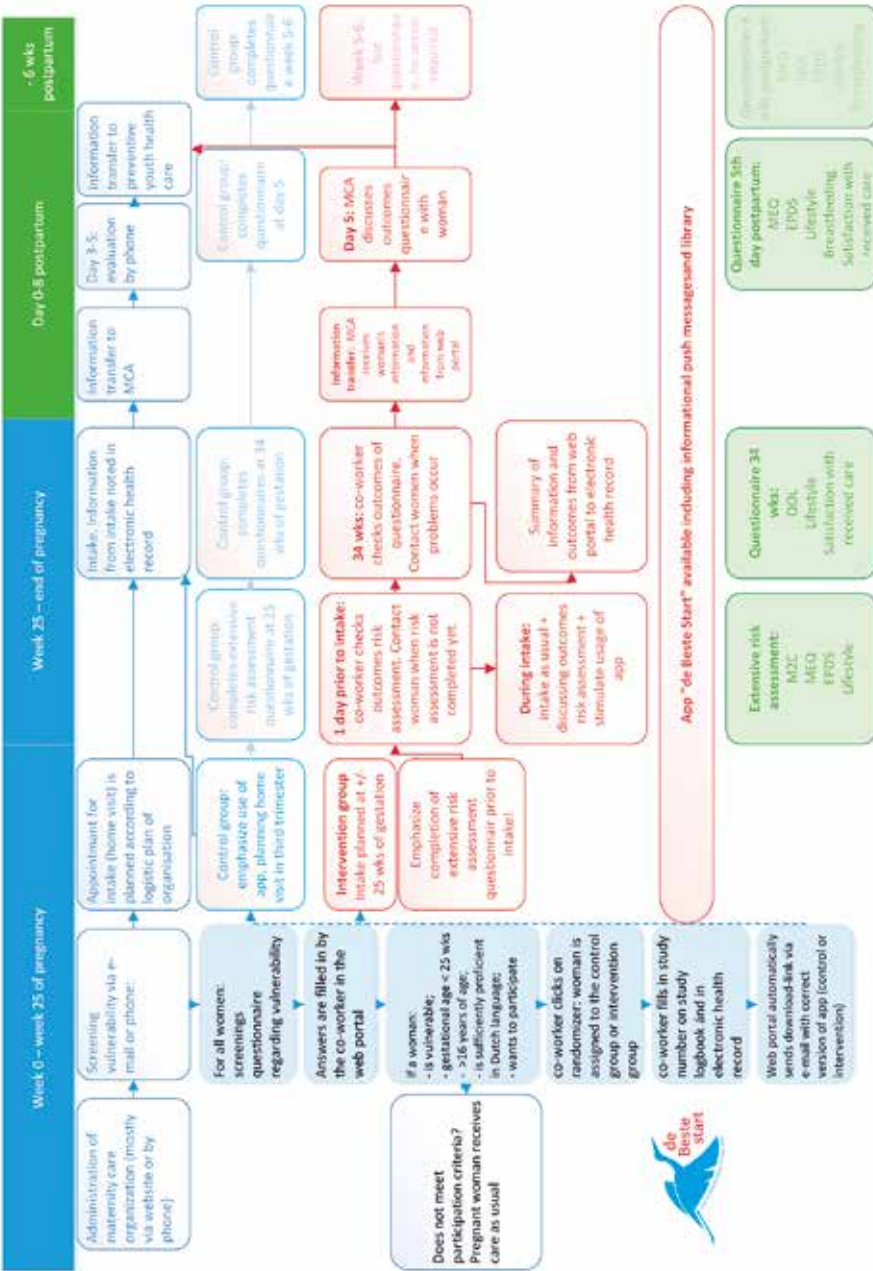 Week 0 – week 25 of pregnancy
Week 25 – end of pregnancy
Day 0-8 postpartum
- 6 wks
postpartum
Administration of
maternity care
organization (mostly
via website or by
phone)
Screening
vulnerability via e-
mail or phone:
Appointment for
intake (home visit) is
planned according to
logistic plan of
organisation
Intake. Information
from intake noted in
electronic health
record
Information
transfer to
MCA
Day 3-5:
evaluation
by phone
Information
transfer to
preventive
youth health
care
For all women:
screenings
questionnaire
regarding vulnerability
Control group:
emphasize use of
app, planning home
visit in third trimester
Control group
completes extensive
risk assessment
questionnaire at 25
wks of gestation
Control group:
completes
questionnaires at 34
wks of gestation
Control group:
completes
questionnaire
at day 5
Control
group
completes
questionnair
e week 5-6
Answers are filled in by
the co-worker in the
web portal
Intervention group
Intake planned at +/-
25 wks of gestation
Emphasize
completion of
extensive risk
assessment
questionnair prior to
intake!
1 day prior to intake:
co-worker checks
outcomes risk
assessment. Contact
woman when risk
assessment is not
completed yet.
34 wks: co-worker
checks outcomes of
questionnaire.
Contact women when
problems occur
Information
transfer: MCA
receives
woman's
information
and
information
from web
portal
Day 5: MCA
discusses
outcomes
questionnair
e with
woman
Week 5-6:
questionnair
required
During intake:
intake as usual +
discussing outcomes
risk assessment +
stimulate usage of
app
Summary of
information and
outcomes from web
portal to electronic
health record
If a woman:
- is vulnerable;
- gestational age < 25 wks
- >16 years of age;
- is sufficiently proficient
in Dutch language;
- wants to participate
Does not meet
participation criteria?
Pregnant woman receives
care as usual
co-worker clicks on
randomizer: woman is
assigned to the control
group or intervention
group
co-worker fills in study
number on study
logbook and in
electronic health
record
Web portal automatically
sends download-link via
e-mail with correct
version of app (control or
intervention)
App "de Beste Start" available including informational push messagesand library
de
Beste
start
Extensive risk
assessment:
M2C
MEQ
EPDS
Lifestyle
Questionnaire 34
wks:
QOL
Lifestyle
Satisfaction with
received care
Questionnaire 5th
day postpartum:
MEQ
EPDS
Lifestyle
Breastfeeding
Satisfaction with
received care